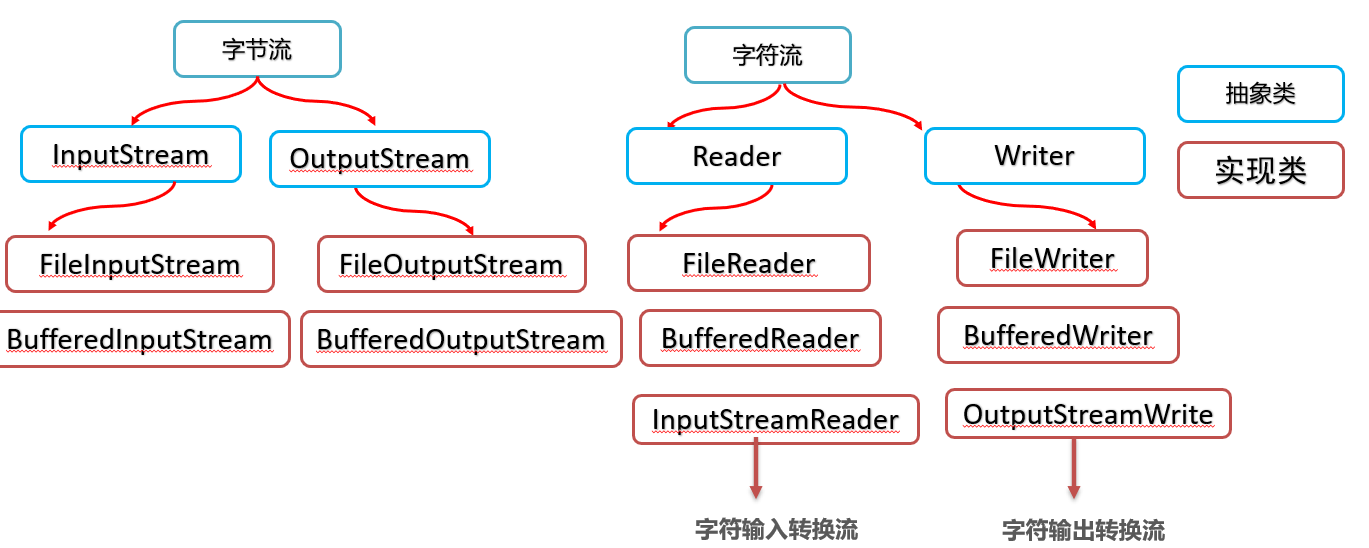 字节流
字符流
抽象类
InputStream
OutputStream
Reader
Writer
实现类
FileInputStream
FileOutputStream
FileReader
FileWriter
BufferedInputStream
BufferedOutputStream
BufferedReader
BufferedWriter
InputStreamReader
OutputStreamWrite
字符输入转换流
字符输出转换流